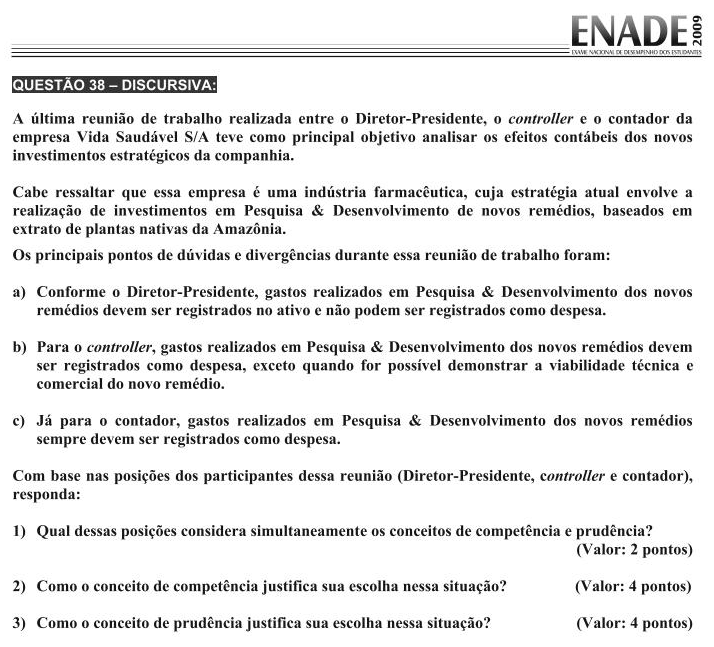 ENADE 2009
EXAME NACIONAL DE DESEMPENHO DOS ESTUDANTES
QUESTÃO 38 – DISCURSIVA:
A última reunião de trabalho realizada entre o Diretor-Presidente, o controller e o contador da
empresa Vida Saudável S/A teve como principal objetivo analisar os efeitos contábeis dos novos
investimentos estratégicos da companhia.
Cabe ressaltar que essa empresa é uma indústria farmacêutica, cuja estratégia atual envolve a
realização de investimentos em Pesquisa & Desenvolvimento de novos remédios, baseados em
extrato de plantas nativas da Amazônia.
Os principais pontos de dúvidas e divergências durante essa reunião de trabalho foram:
a) Conforme o Diretor-Presidente, gastos realizados em Pesquisa & Desenvolvimento dos novos
remédios devem ser registrados no ativo e não podem ser registrados como despesa.
b) Para o controller, gastos realizados em Pesquisa & Desenvolvimento dos novos remédios devem
ser registrados como despesa, exceto quando for possível demonstrar a viabilidade técnica e
comercial do novo remédio.
c) Já para o contador, gastos realizados em Pesquisa & Desenvolvimento dos novos remédios
sempre devem ser registrados como despesa.
Com base nas posições dos participantes dessa reunião (Diretor-Presidente, controller e contador),
responda:
1) Qual dessas posições considera simultaneamente os conceitos de competência e prudência?
(Valor: 2 pontos)
2) Como o conceito de competência justifica sua escolha nessa situação? (Valor: 4 pontos)
3) Como o conceito de prudência justifica sua escolha nessa situação? (Valor: 4 pontos)